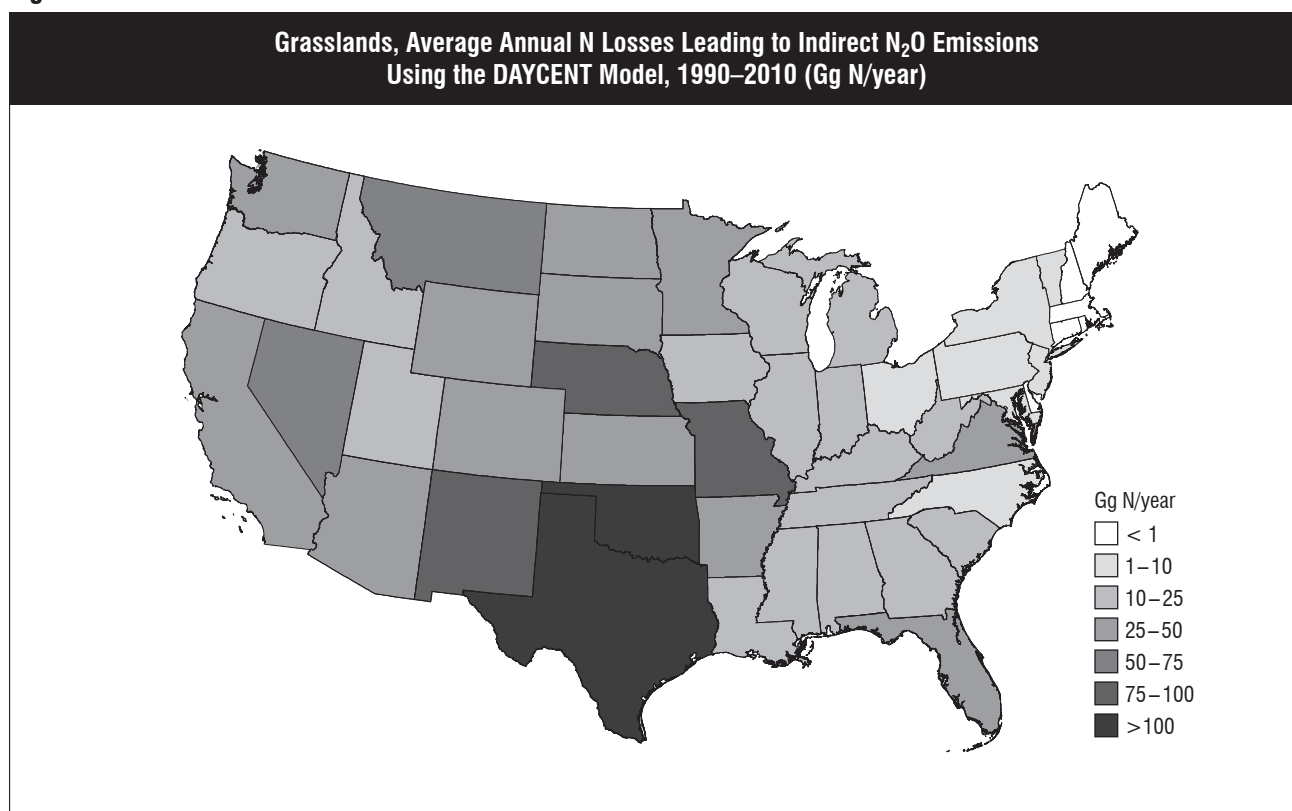 Grasslands, Average Annual N Losses Leading to Indirect N₂O Emissions
Using the DAYCENT Model, 1990–2010 (Gg N/year)
Gg N/year
< 1
1–10
10–25
25–50
50–75
75–100
>100